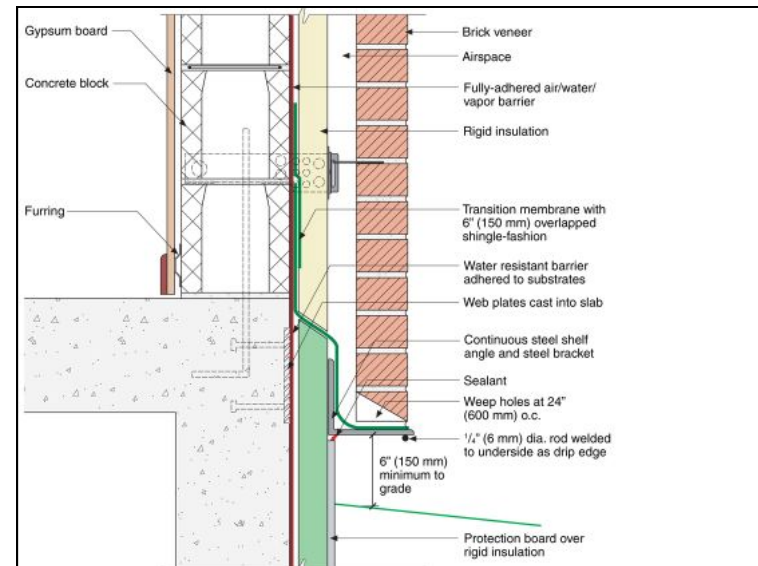 Gypsum board
Concrete block
Furring
Brick veneer
Airspace
Fully-adhered air/water/
vapor barrier
Rigid insulation
Transition membrane with
6" (150 mm) overlapped
shingle-fashion
Water resistant barrier
adhered to substrates
Web plates cast into slab
Continuous steel shelf
angle and steel bracket
Sealant
Weep holes at 24"
(600 mm) o.c.
1/4" (6 mm) dia. rod welded
to underside as drip edge
6" (150 mm)
minimum to
grade
Protection board over
rigid insulation